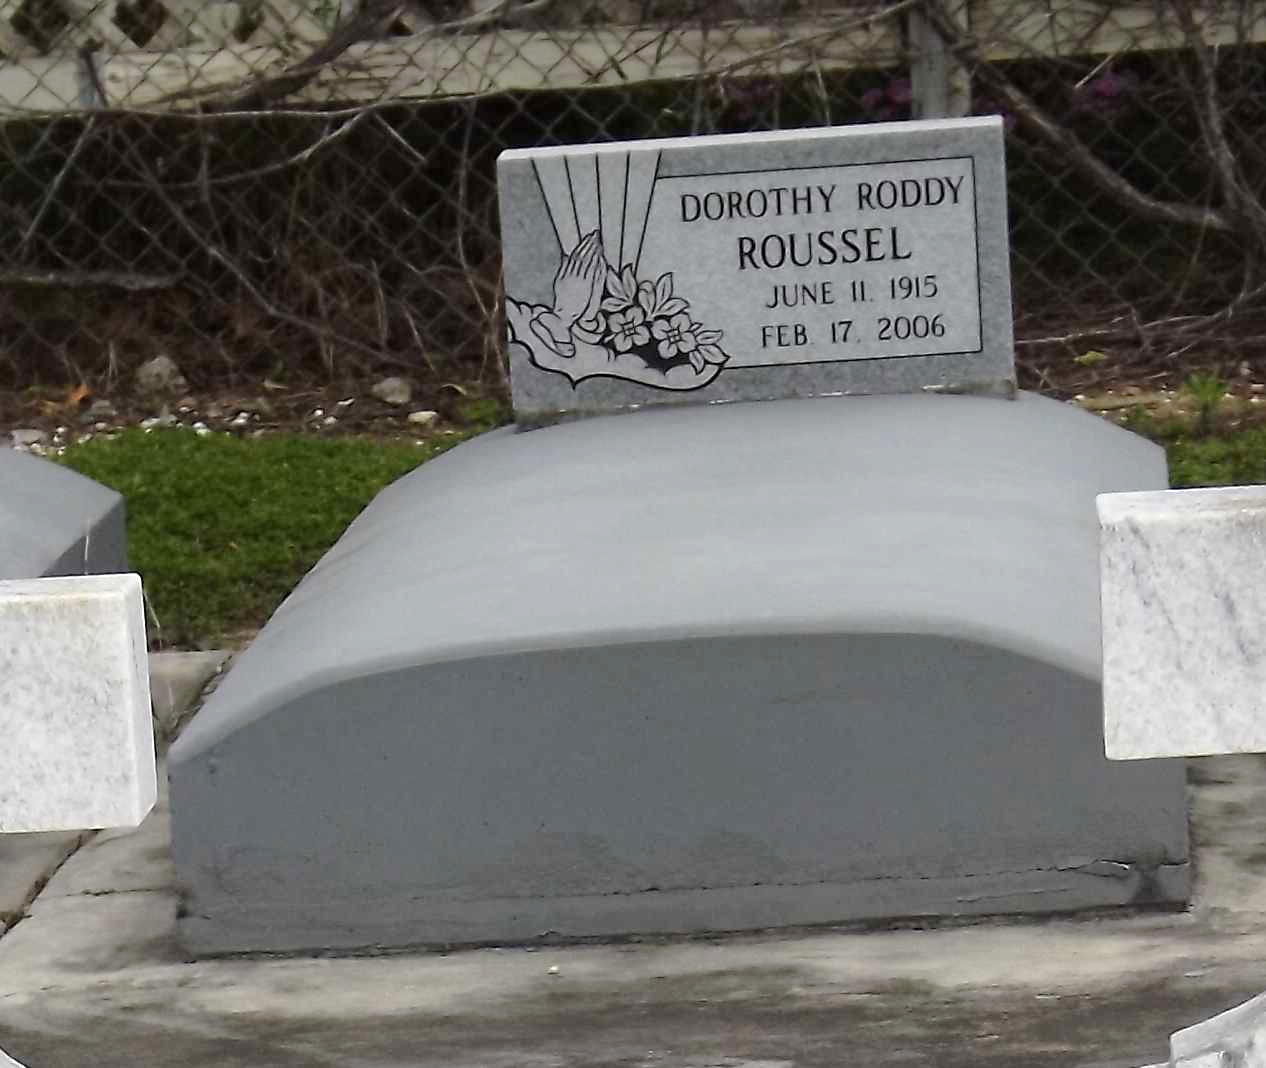 DOROTHY RODDY
ROUSSEL
JUNE 11. 1915
FEB. 17. 2006